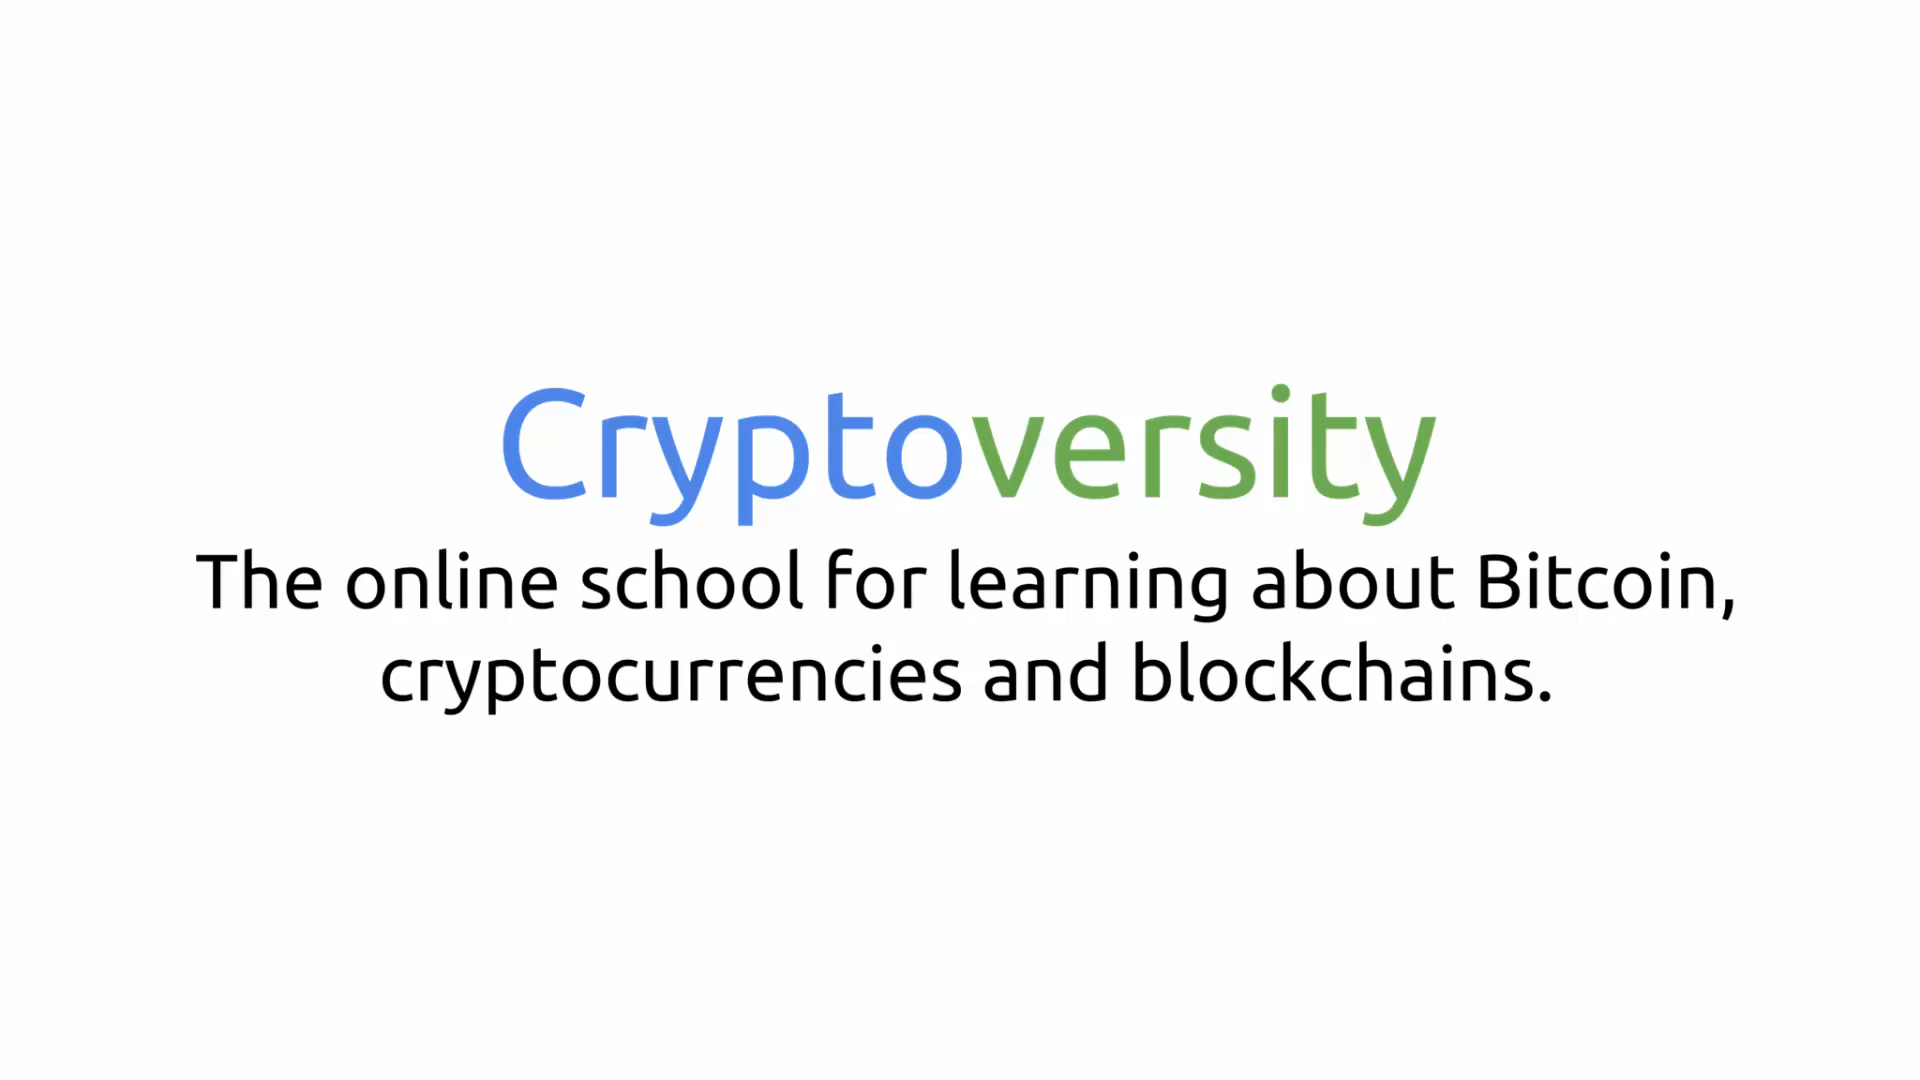 Cryptoversity
The online school for learning about Bitcoin,
cryptocurrencies and blockchains.